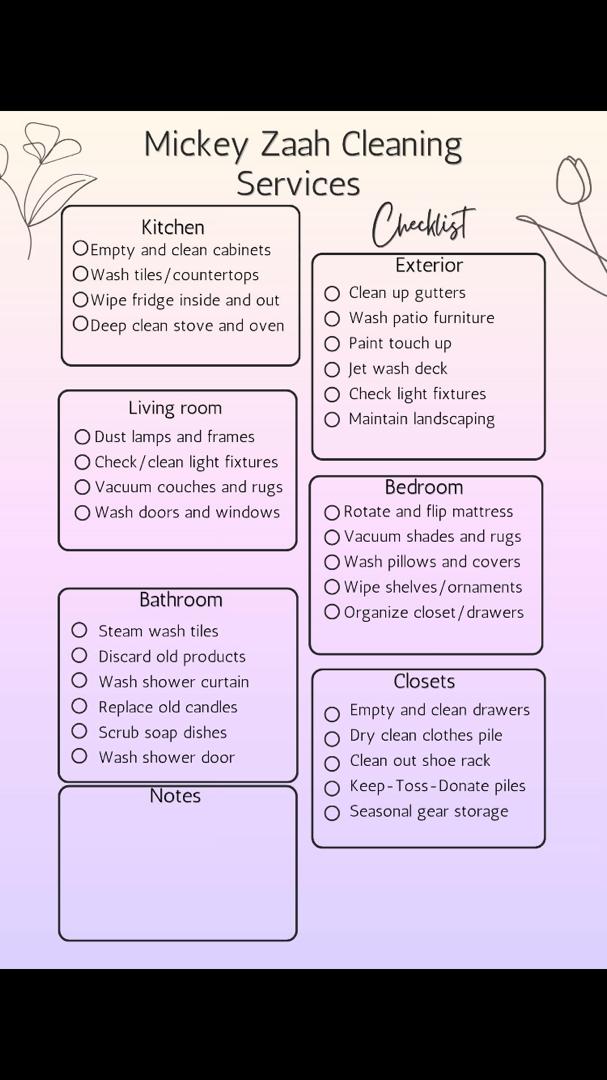 Mickey Zaah Cleaning
Services
Checklist
Kitchen
Empty and clean cabinets
Wash tiles/countertops
Wipe fridge inside and out
Deep clean stove and oven
Exterior
Clean up gutters
Wash patio furniture
Paint touch up
Jet wash deck
Check light fixtures
Maintain landscaping
Living room
Dust lamps and frames
Check/clean light fixtures
Vacuum couches and rugs
Wash doors and windows
Bedroom
Rotate and flip mattress
Vacuum shades and rugs
Wash pillows and covers
Wipe shelves/ornaments
Organize closet/drawers
Bathroom
Steam wash tiles
Discard old products
Wash shower curtain
Replace old candles
Scrub soap dishes
Wash shower door
Closets
Empty and clean drawers
Dry clean clothes pile
Clean out shoe rack
Keep-Toss-Donate piles
Seasonal gear storage
Notes